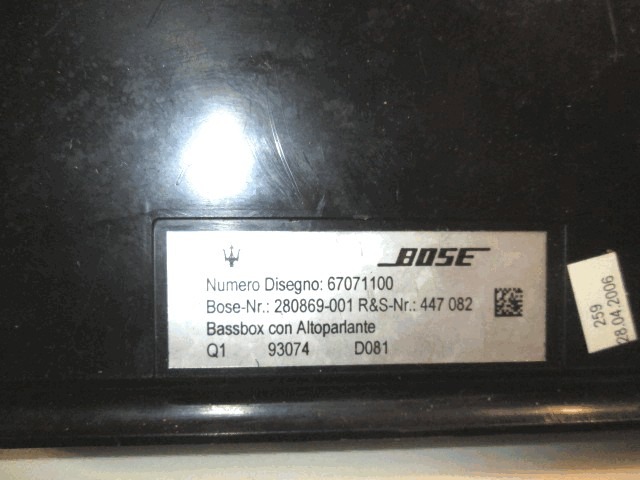 BOSE
Numero Disegno: 67071100
Bose-Nr.: 280869-001 R&S-Nr.: 447 082
Bassbox con Altoparlante
Q1 93074 D081
259
28.04.2006